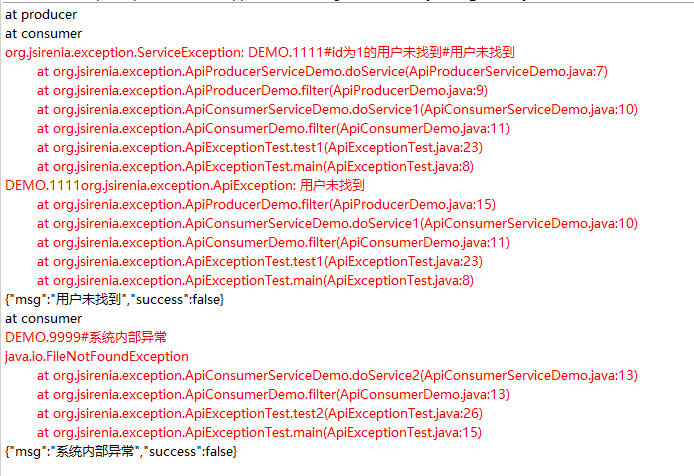 at producer
at consumer
org.jsirenia.exception.ServiceException: DEMO.1111#id为1的用户未找到#用户未找到
at org.jsirenia.exception.ApiProducerServiceDemo.doService(ApiProducerServiceDemo.java:7)
at org.jsirenia.exception.ApiProducerDemo.filter(ApiProducerDemo.java:9)
at org.jsirenia.exception.ApiConsumerServiceDemo.doService1(ApiConsumerServiceDemo.java:10)
at org.jsirenia.exception.ApiConsumerDemo.filter(ApiConsumerDemo.java:11)
at org.jsirenia.exception.ApiExceptionTest.test1(ApiExceptionTest.java:23)
at org.jsirenia.exception.ApiExceptionTest.main(ApiExceptionTest.java:8)
DEMO.1111org.jsirenia.exception.ApiException: 用户未找到
at org.jsirenia.exception.ApiProducerDemo.filter(ApiProducerDemo.java:15)
at org.jsirenia.exception.ApiConsumerServiceDemo.doService1(ApiConsumerServiceDemo.java:10)
at org.jsirenia.exception.ApiConsumerDemo.filter(ApiConsumerDemo.java:11)
at org.jsirenia.exception.ApiExceptionTest.test1(ApiExceptionTest.java:23)
at org.jsirenia.exception.ApiExceptionTest.main(ApiExceptionTest.java:8)
{"msg":"用户未找到","success":false}
at consumer
DEMO.9999#系统内部异常
java.io.FileNotFoundException
at org.jsirenia.exception.ApiConsumerServiceDemo.doService2(ApiConsumerServiceDemo.java:13)
at org.jsirenia.exception.ApiConsumerDemo.filter(ApiConsumerDemo.java:13)
at org.jsirenia.exception.ApiExceptionTest.test2(ApiExceptionTest.java:26)
at org.jsirenia.exception.ApiExceptionTest.main(ApiExceptionTest.java:15)
{"msg":"系统内部异常","success":false}